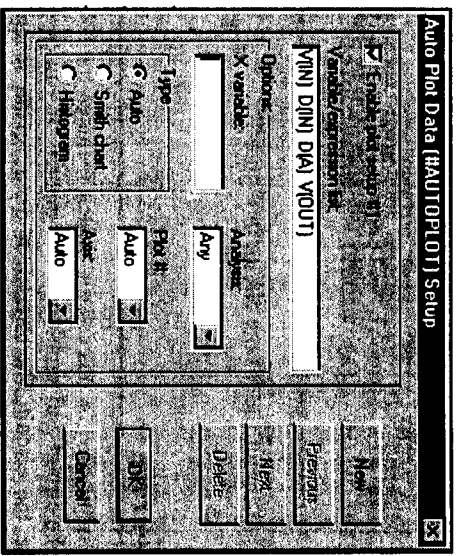 Auto Plot Data (#AUTOPLOT) Setup
Enable plot setup #1
Variable/expression list:
V(IN) D(IN) D(A) V(OUT)
New
Previous
Next
Delete
Options:
X variable:
Analyses:
Any
Type
Auto
Smith chart
Histogram
Plot #:
Auto
Axis:
Auto
OK
Cancel